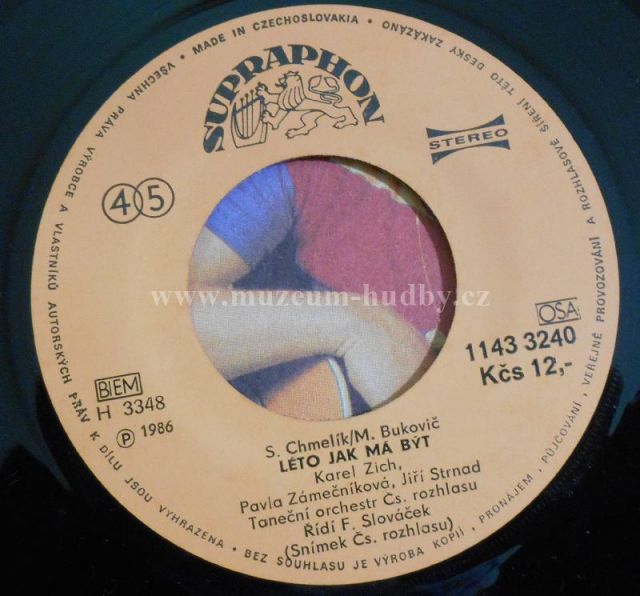 VŠECHNA PRÁVA VÝROBCE A VLASTNÍKŮ AUTORSKÝCH PRÁV K DÍLU JSOU VYHRAZENA • BEZ SOUHLASU JE VÝROBA KOPIÍ, PRONÁJEM, PŮJČOVÁNÍ, VEŘEJNÉ PROVOZOVÁNÍ A ROZHLASOVÉ ŠÍŘENÍ TÉTO DESKY ZAKÁZÁNO • MADE IN CZECHOSLOVAKIA •
SUPRAPHON
STEREO
45
www.muzeum-hudby.cz
OSA
1143 3240
Kčs 12,-
BIEM
H 3348
Ⓟ 1986
S. Chmelík/M. Bukovič
LÉTO JAK MÁ BÝT
Karel Zich,
Pavla Zámečníková, Jiří Strnad
Taneční orchestr Čs. rozhlasu
Řídí F. Slováček
(Snímek Čs. rozhlasu)